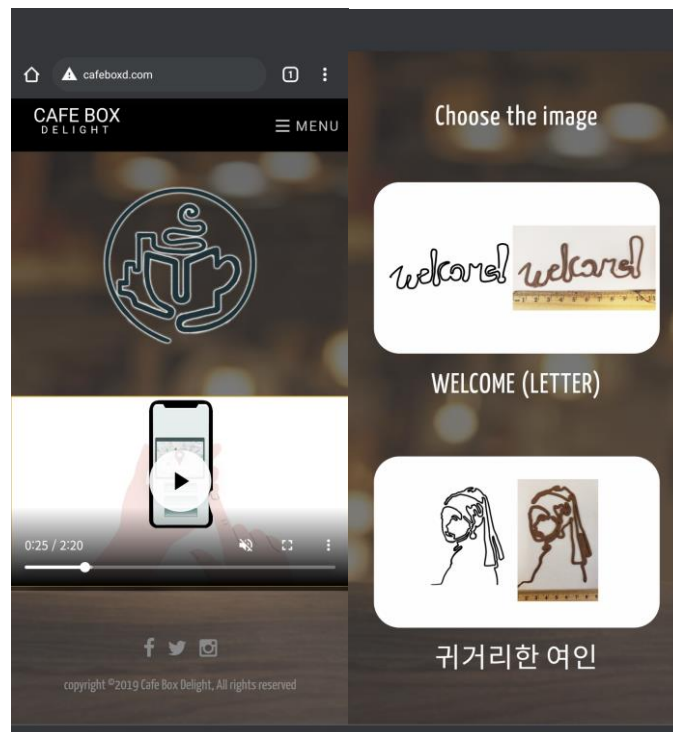 cafeboxd.com
1
CAFE BOX
DELIGHT
MENU
0:25 / 2:20
copyright ©2019 Cafe Box Delight, All rights reserved
Choose the image
welcome! welcome!
WELCOME (LETTER)
귀거리한 여인